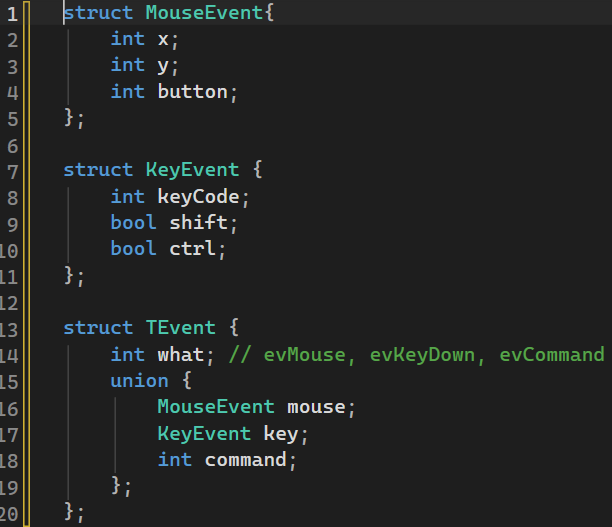 1 struct MouseEvent{
2 int x;
3 int y;
4 int button;
5 };
6
7 struct KeyEvent {
8 int keyCode;
9 bool shift;
10 bool ctrl;
11 };
12
13 struct TEvent {
14 int what; // evMouse, evKeyDown, evCommand
15 union {
16 MouseEvent mouse;
17 KeyEvent key;
18 int command;
19 };
20 };